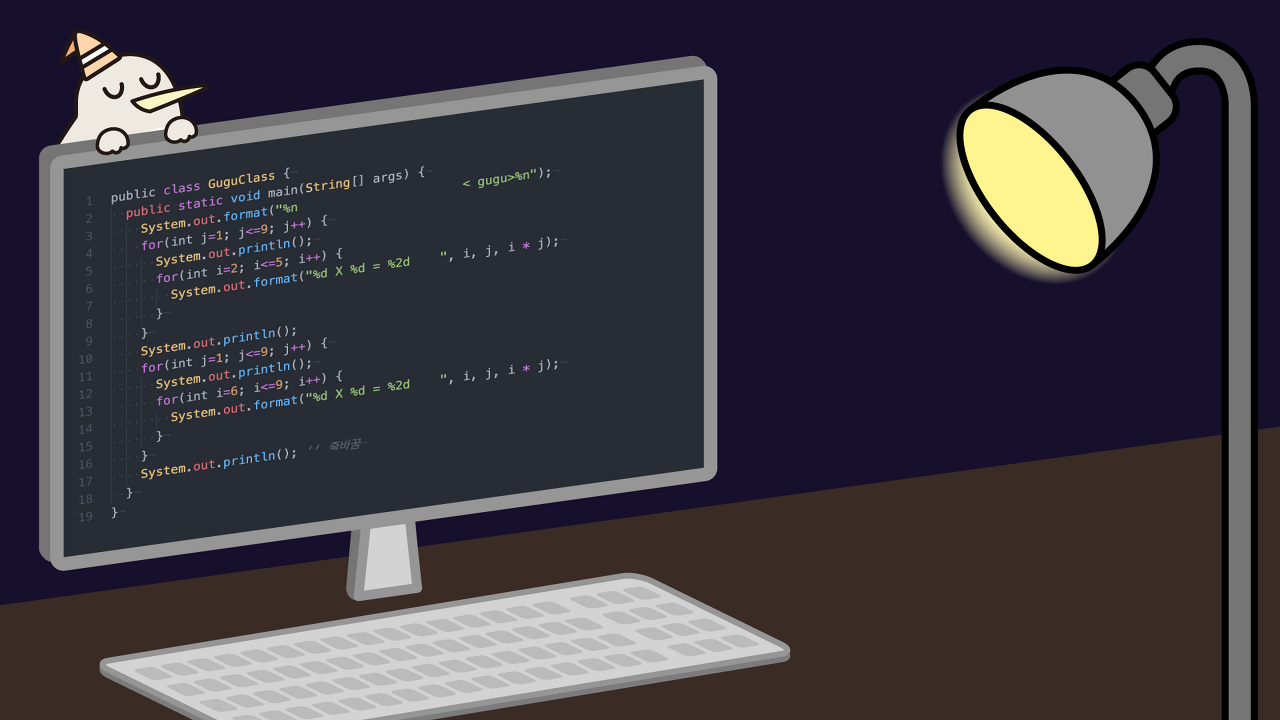 1 public class GuguClass {
2 public static void main(String[] args) {
3 System.out.format("%n < gugu>%n");
4 for(int j=1; j<=9; j++) {
5 System.out.println();
6 for(int i=2; i<=5; i++) {
7 System.out.format("%d X %d = %2d ", i, j, i * j);
8 }
9 }
10 System.out.println();
11 for(int j=1; j<=9; j++) {
12 System.out.println();
13 for(int i=6; i<=9; i++) {
14 System.out.format("%d X %d = %2d ", i, j, i * j);
15 }
16 }
17 System.out.println(); // 줄바꿈
18 }
19 }